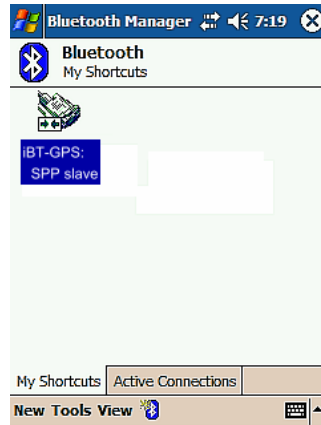 Bluetooth Manager 7:19
Bluetooth
My Shortcuts
iBT-GPS:
SPP slave
My Shortcuts Active Connections
New Tools View